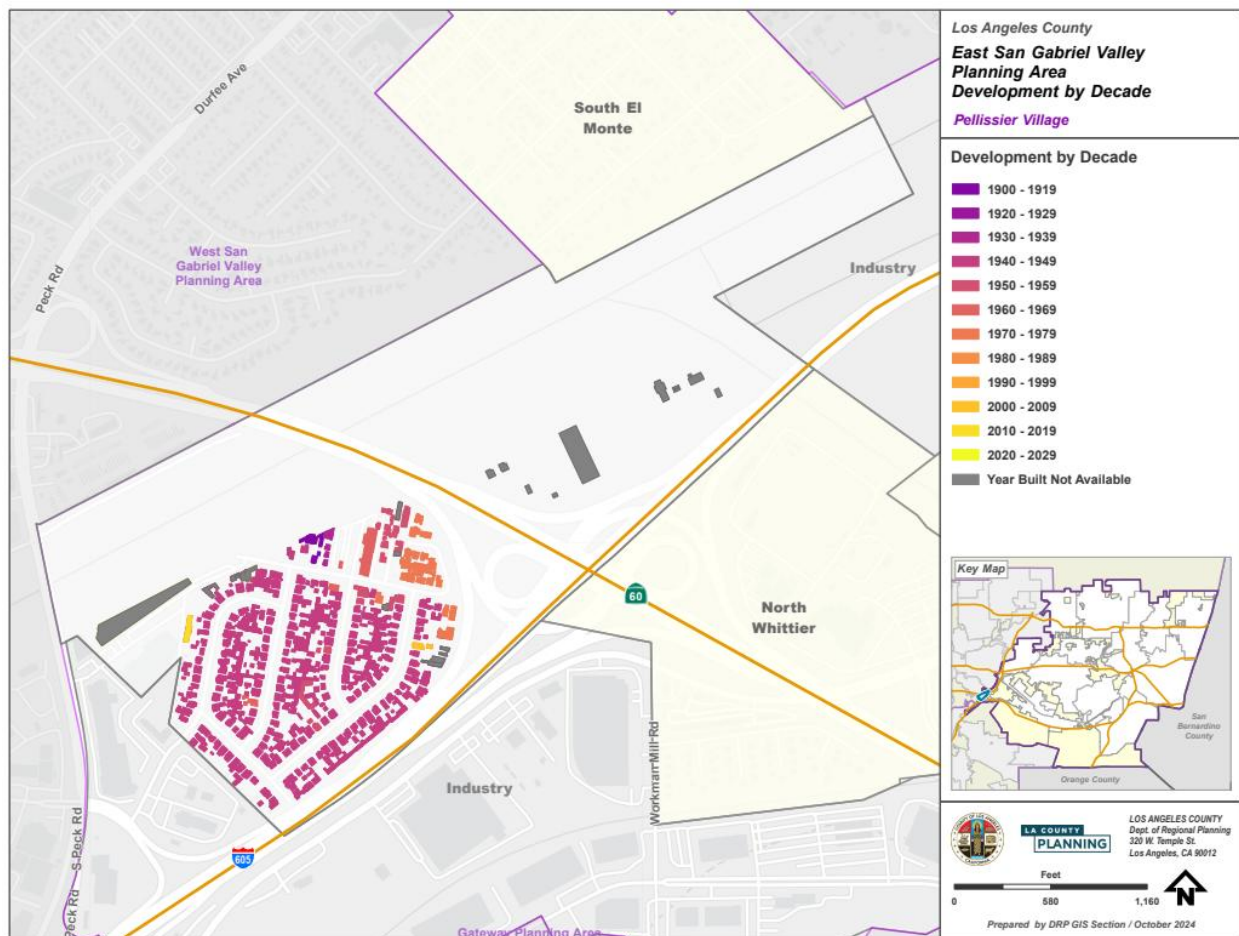 Los Angeles County
East San Gabriel Valley
Planning Area
Development by Decade
Pellissier Village
Development by Decade
1900 - 1919
1920 - 1929
1930 - 1939
1940 - 1949
1950 - 1959
1960 - 1969
1970 - 1979
1980 - 1989
1990 - 1999
2000 - 2009
2010 - 2019
2020 - 2029
Year Built Not Available
Durfee Ave
South El
Monte
West San
Gabriel Valley
Planning Area
Peck Rd
Industry
60
North
Whittier
Workman Mill Rd
Industry
605
S Peck Rd
Peck Rd
Gateway Planning Area
Key Map
San
Bernardino
County
Orange County
COUNTY OF LOS ANGELES
CALIFORNIA
LA COUNTY
PLANNING
LOS ANGELES COUNTY
Dept. of Regional Planning
320 W. Temple St.
Los Angeles, CA 90012
Feet
0 580 1,160
N
Prepared by DRP GIS Section / October 2024